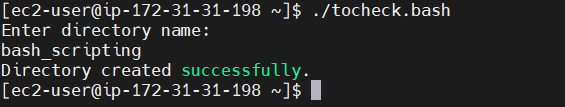 [ec2-user@ip-172-31-31-198 ~]$ ./tocheck.bash
Enter directory name:
bash_scripting
Directory created successfully.
[ec2-user@ip-172-31-31-198 ~]$